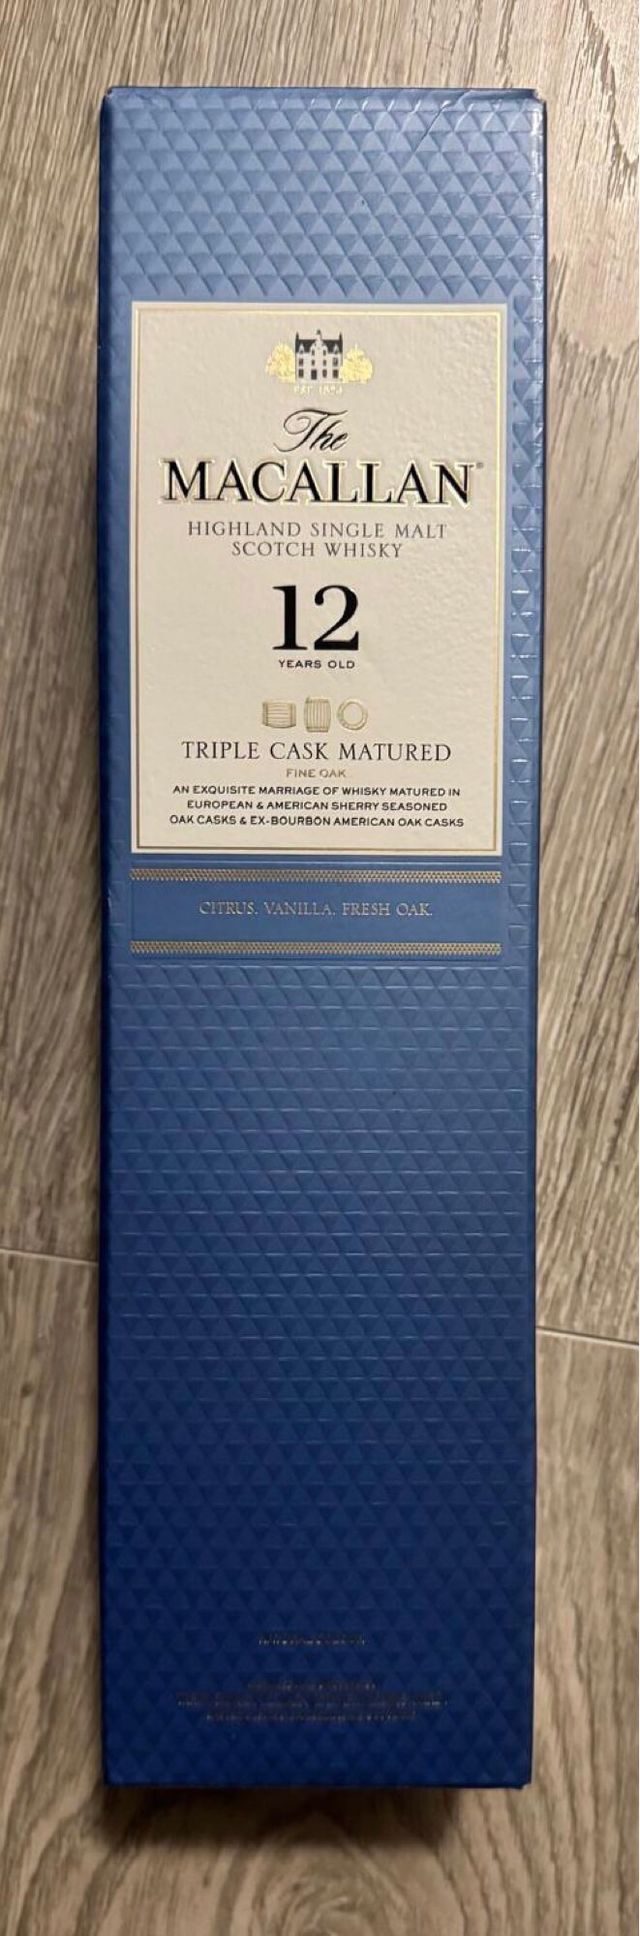 EST. 1824
The
MACALLAN®
HIGHLAND SINGLE MALT
SCOTCH WHISKY
12
YEARS OLD
TRIPLE CASK MATURED
FINE OAK
AN EXQUISITE MARRIAGE OF WHISKY MATURED IN
EUROPEAN & AMERICAN SHERRY SEASONED
OAK CASKS & EX-BOURBON AMERICAN OAK CASKS
CITRUS. VANILLA. FRESH OAK.